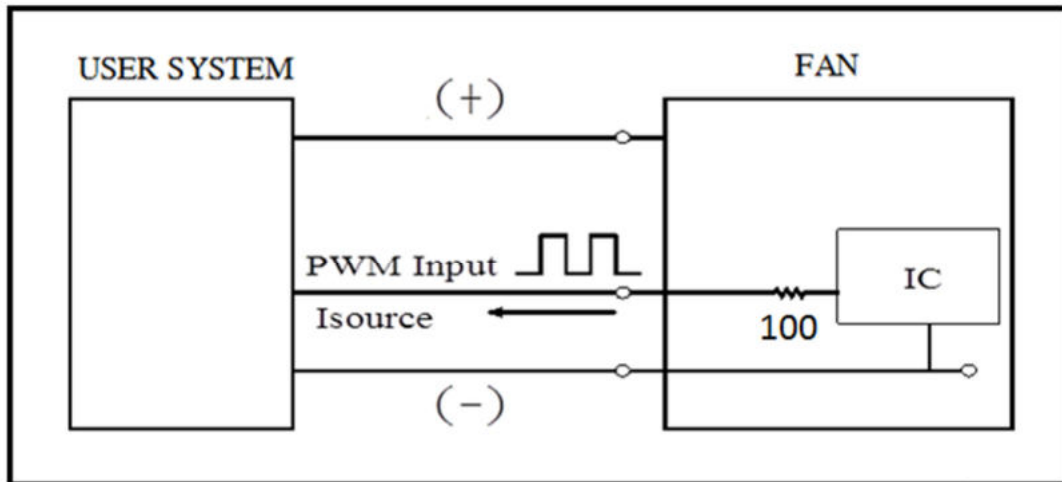 USER SYSTEM
FAN
(+)
PWM Input
IC
Isource
100
(-)